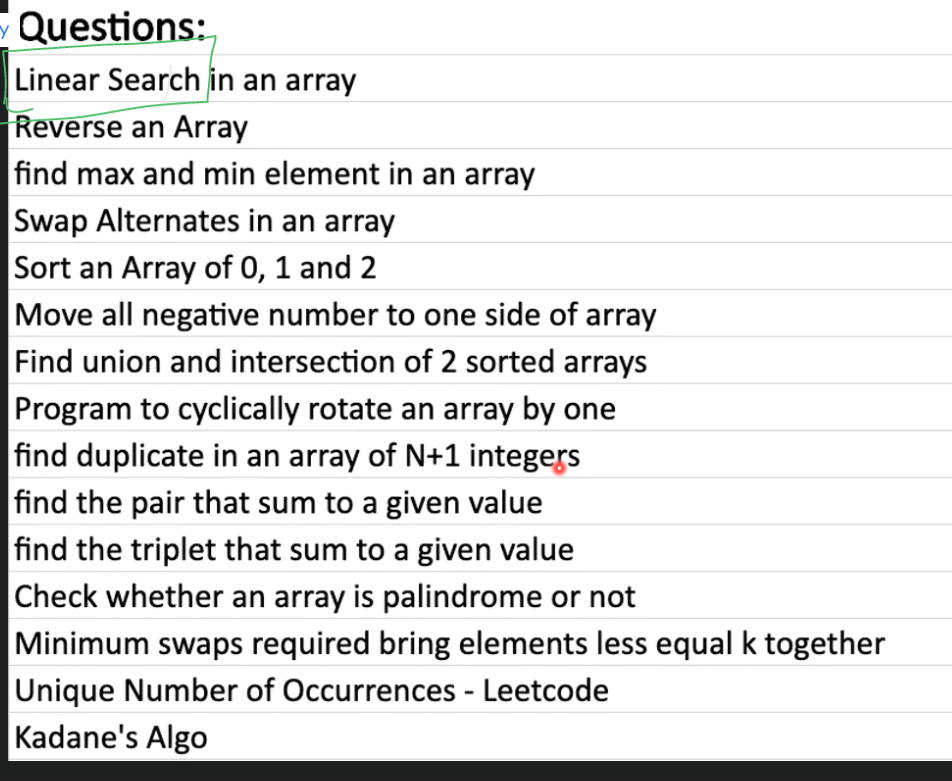 y
Questions:
Linear Search in an array
Reverse an Array
find max and min element in an array
Swap Alternates in an array
Sort an Array of 0, 1 and 2
Move all negative number to one side of array
Find union and intersection of 2 sorted arrays
Program to cyclically rotate an array by one
find duplicate in an array of N+1 integers
find the pair that sum to a given value
find the triplet that sum to a given value
Check whether an array is palindrome or not
Minimum swaps required bring elements less equal k together
Unique Number of Occurrences - Leetcode
Kadane's Algo